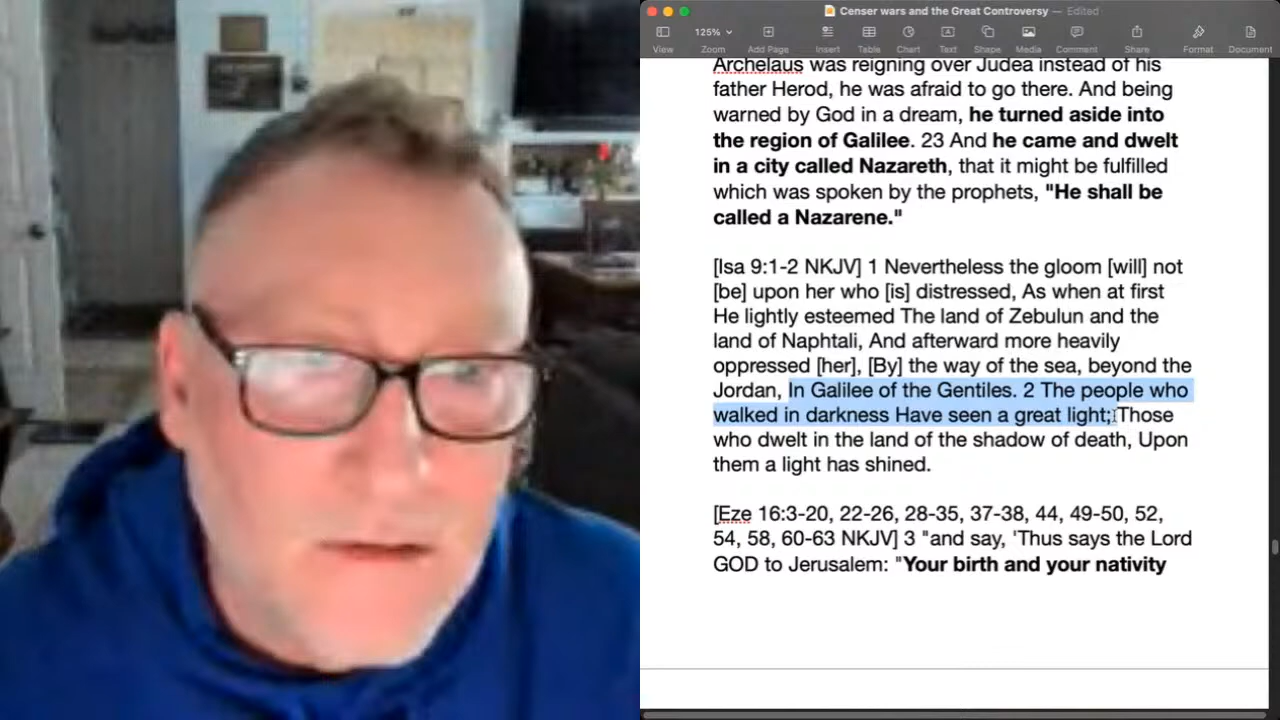 Censer wars and the Great Controversy — Edited
125%
View Zoom Add Page Insert Table Chart Text Shape Media Comment Share Format Document
Archelaus was reigning over Judea instead of his
father Herod, he was afraid to go there. And being
warned by God in a dream, he turned aside into
the region of Galilee. 23 And he came and dwelt
in a city called Nazareth, that it might be fulfilled
which was spoken by the prophets, "He shall be
called a Nazarene."
[Isa 9:1-2 NKJV] 1 Nevertheless the gloom [will] not
[be] upon her who [is] distressed, As when at first
He lightly esteemed The land of Zebulun and the
land of Naphtali, And afterward more heavily
oppressed [her], [By] the way of the sea, beyond the
Jordan, In Galilee of the Gentiles. 2 The people who
walked in darkness Have seen a great light; Those
who dwelt in the land of the shadow of death, Upon
them a light has shined.
[Eze 16:3-20, 22-26, 28-35, 37-38, 44, 49-50, 52,
54, 58, 60-63 NKJV] 3 "and say, 'Thus says the Lord
GOD to Jerusalem: "Your birth and your nativity